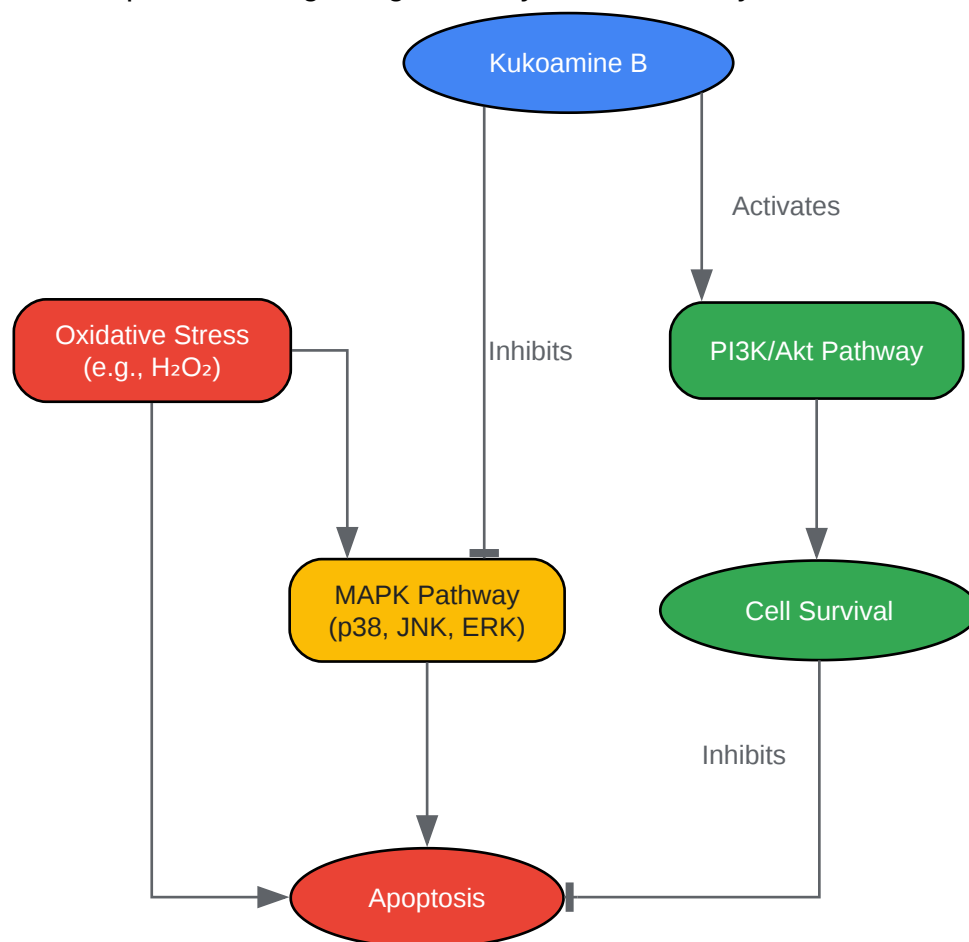 Kukoamine B
Activates
Oxidative Stress
(e.g., H₂O₂)
Inhibits
PI3K/Akt Pathway
MAPK Pathway
(p38, JNK, ERK)
Cell Survival
Inhibits
Apoptosis